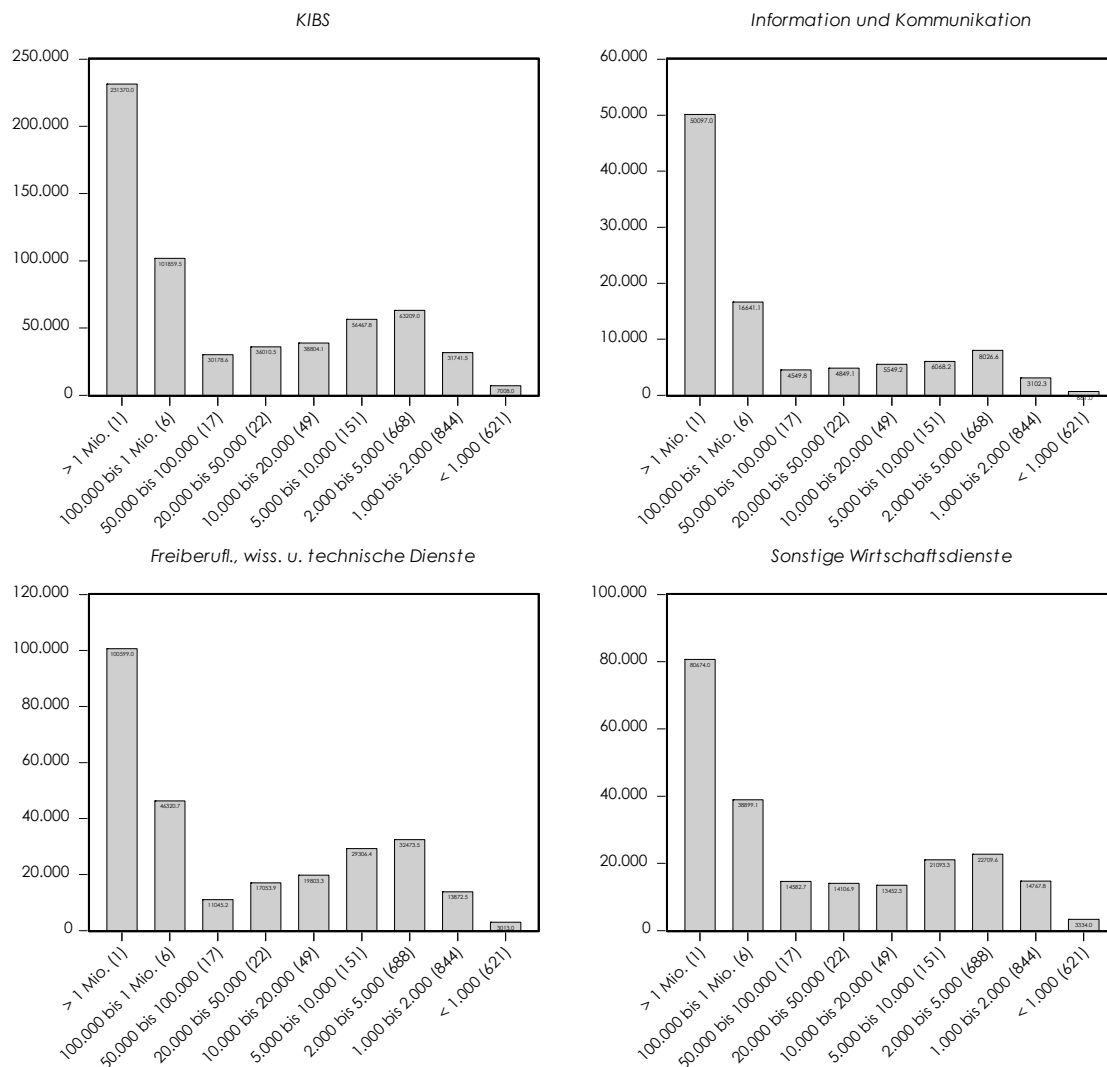 KIBS
250.000
200.000
150.000
100.000
50.000
0
231370.0
101859.5
30178.6
36010.5
38804.1
56467.8
63209.0
31741.5
7008.0
> 1 Mio. (1)
100.000 bis 1 Mio. (6)
50.000 bis 100.000 (17)
20.000 bis 50.000 (22)
10.000 bis 20.000 (49)
5.000 bis 10.000 (151)
2.000 bis 5.000 (668)
1.000 bis 2.000 (844)
< 1.000 (621)
Information und Kommunikation
60.000
50.000
40.000
30.000
20.000
10.000
0
50097.0
16641.1
4549.8
4849.1
5549.2
6068.2
8026.6
3102.3
> 1 Mio. (1)
100.000 bis 1 Mio. (6)
50.000 bis 100.000 (17)
20.000 bis 50.000 (22)
10.000 bis 20.000 (49)
5.000 bis 10.000 (151)
2.000 bis 5.000 (668)
1.000 bis 2.000 (844)
< 1.000 (621)
Freiberufl., wiss. u. technische Dienste
120.000
100.000
80.000
60.000
40.000
20.000
0
100599.0
46320.7
11045.2
17053.9
19803.3
29306.4
32473.5
13872.5
3013.0
> 1 Mio. (1)
100.000 bis 1 Mio. (6)
50.000 bis 100.000 (17)
20.000 bis 50.000 (22)
10.000 bis 20.000 (49)
5.000 bis 10.000 (151)
2.000 bis 5.000 (688)
1.000 bis 2.000 (844)
< 1.000 (621)
Sonstige Wirtschaftsdienste
100.000
80.000
60.000
40.000
20.000
0
80674.0
38899.1
14582.7
14106.9
13452.3
21093.3
22709.6
14767.8
3334.0
> 1 Mio. (1)
100.000 bis 1 Mio. (6)
50.000 bis 100.000 (17)
20.000 bis 50.000 (22)
10.000 bis 20.000 (49)
5.000 bis 10.000 (151)
2.000 bis 5.000 (688)
1.000 bis 2.000 (844)
< 1.000 (621)